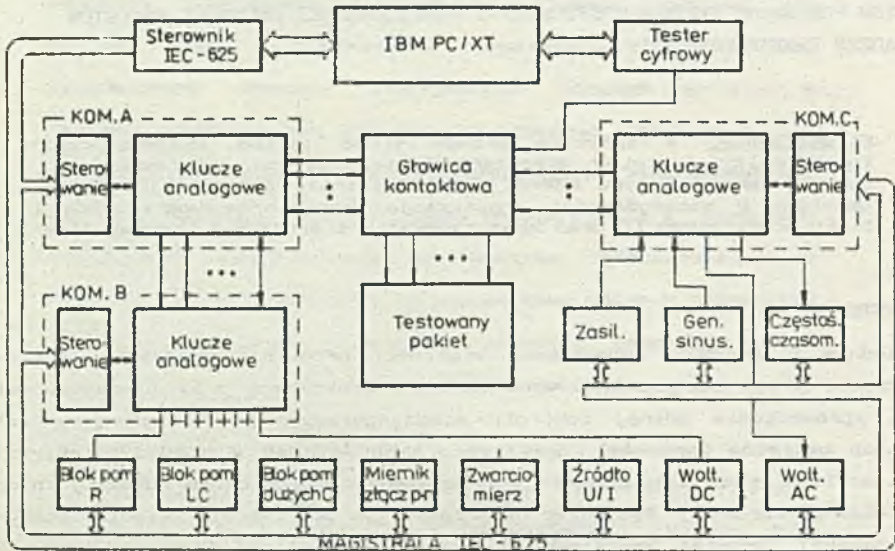 Sterownik
IEC-625
IBM PC/XT
Tester
cyfrowy
KOM.A
KOM.C
Stero-
wanie
Klucze
analogowe
Głowica
kontaktowa
Klucze
analogowe
Stero-
wanie
KOM. B
Stero-
wanie
Klucze
analogowe
Testowany
pakiet
Zasil.
Gen.
sinus.
Częstoś.
czasom.
Blok pom.
R
Blok pom.
LC
Blok pom.
dużych C
Miernik
złącz p-n
Zwarcio
mierz
Źródło
U/I
Wolt.
DC
Wolt.
AC
MAGISTRALA IEC-625